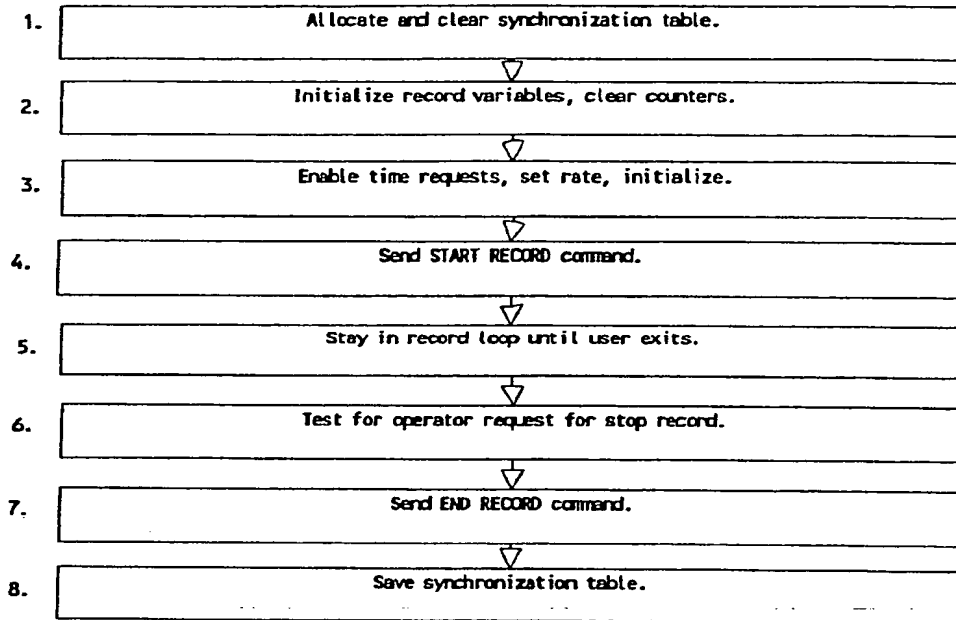 1. Allocate and clear synchronization table.
2. Initialize record variables, clear counters.
3. Enable time requests, set rate, initialize.
4. Send START RECORD command.
5. Stay in record loop until user exits.
6. Test for operator request for stop record.
7. Send END RECORD command.
8. Save synchronization table.